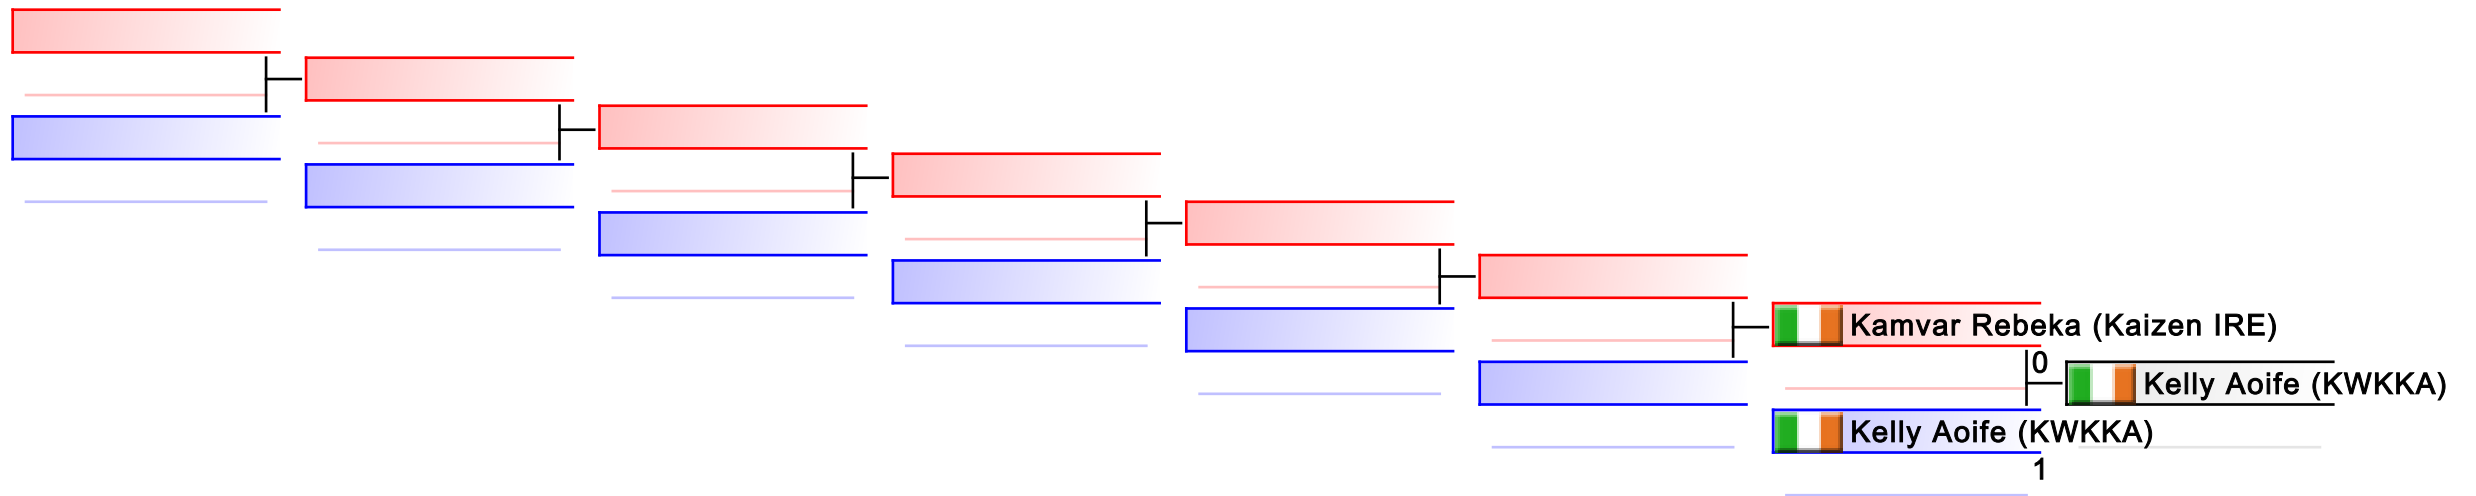 Kamvar Rebeka (Kaizen IRE)
0
Kelly Aoife (KWKKA)
Kelly Aoife (KWKKA)
1